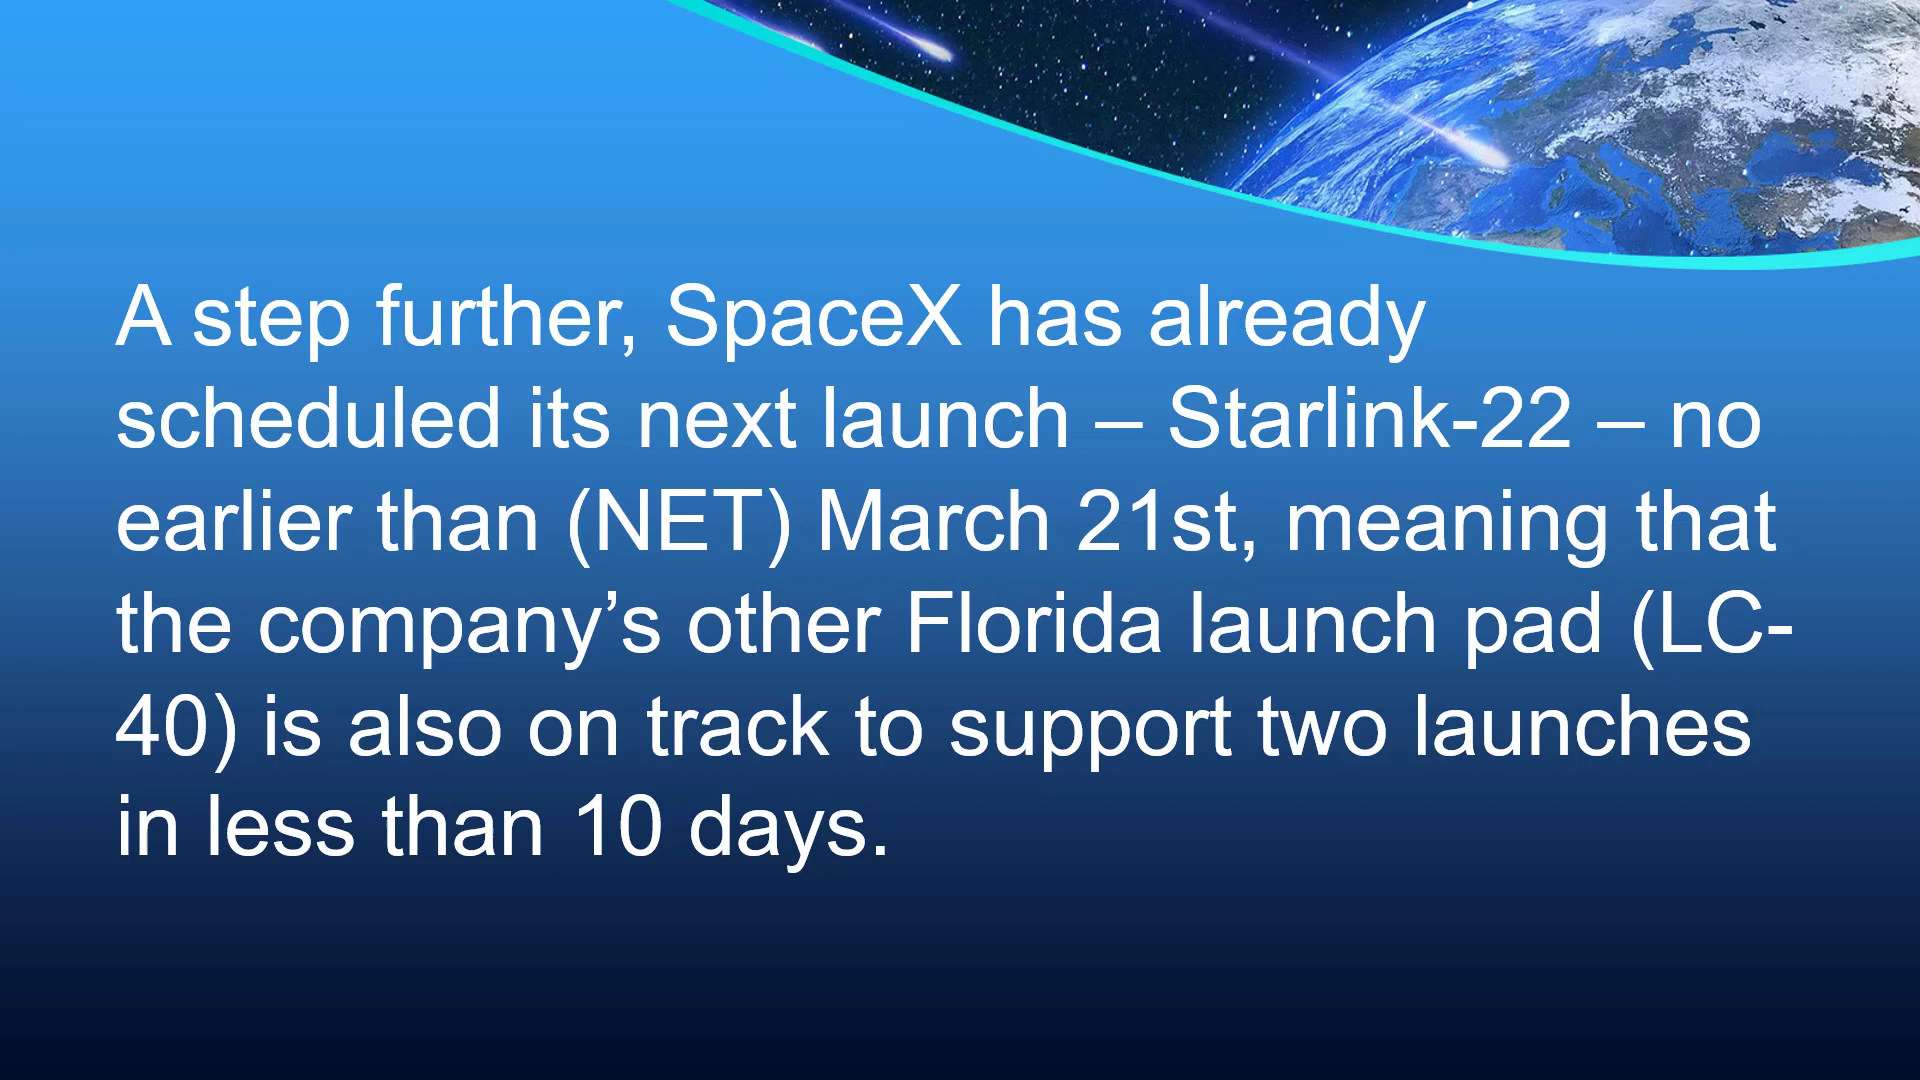 A step further, SpaceX has already
scheduled its next launch – Starlink-22 – no
earlier than (NET) March 21st, meaning that
the company’s other Florida launch pad (LC-
40) is also on track to support two launches
in less than 10 days.